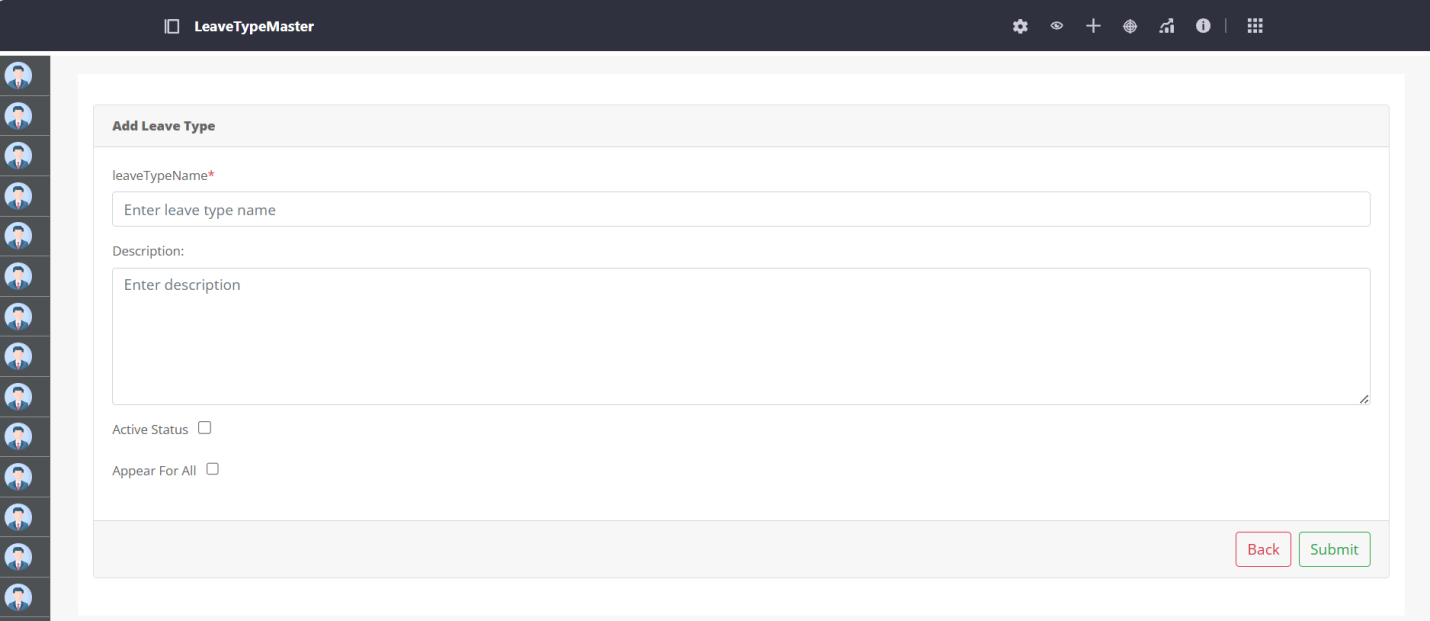 LeaveTypeMaster
Add Leave Type
leaveTypeName*
Enter leave type name
Description:
Enter description
Active Status
Appear For All
Back Submit